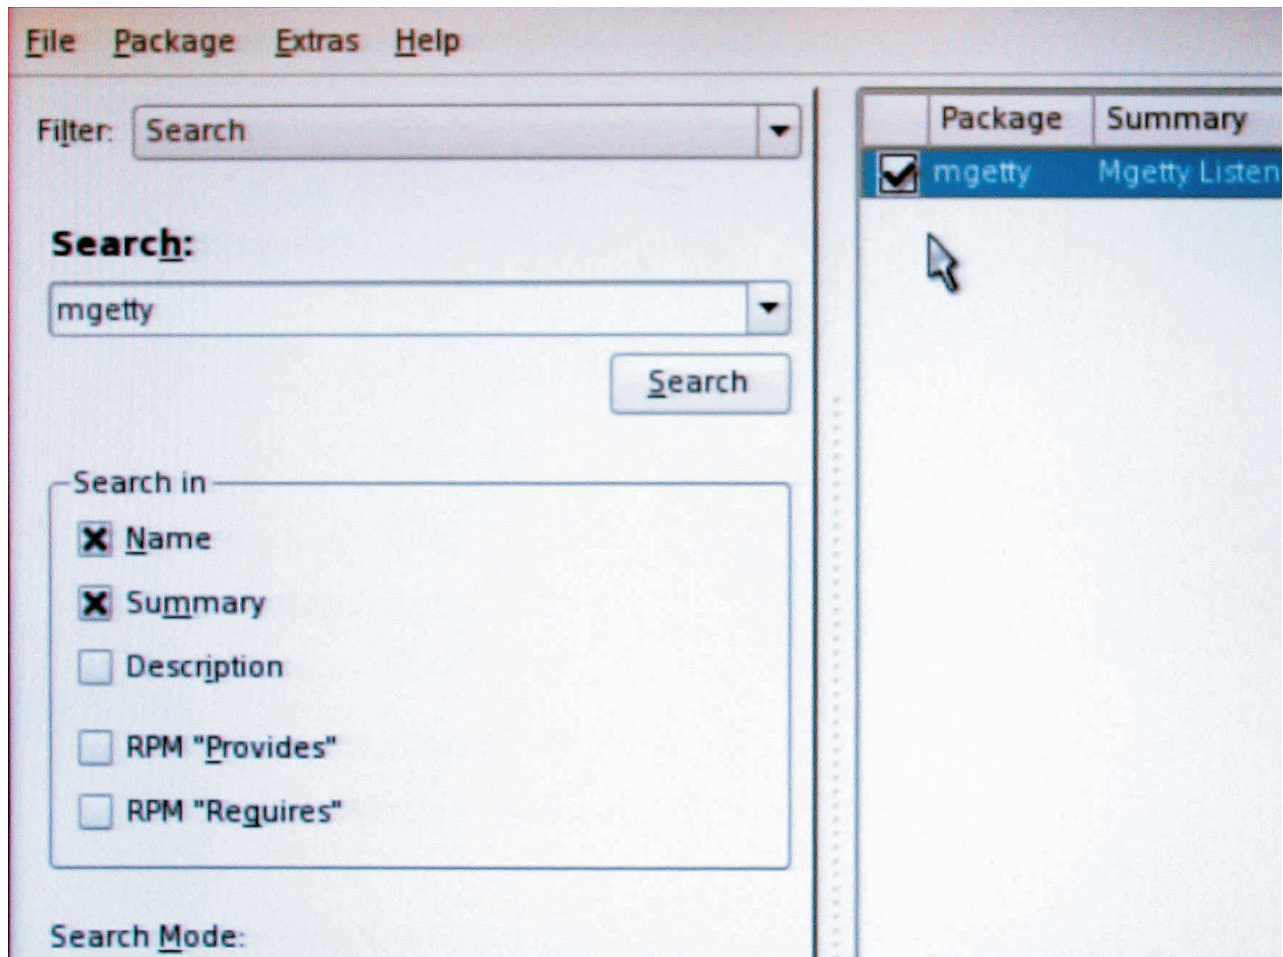 File Package Extras Help
Filter: Search
Search:
mgetty
Search
Search in
Name
Summary
Description
RPM "Provides"
RPM "Requires"
Search Mode:
Package Summary
mgetty Mgetty Listen